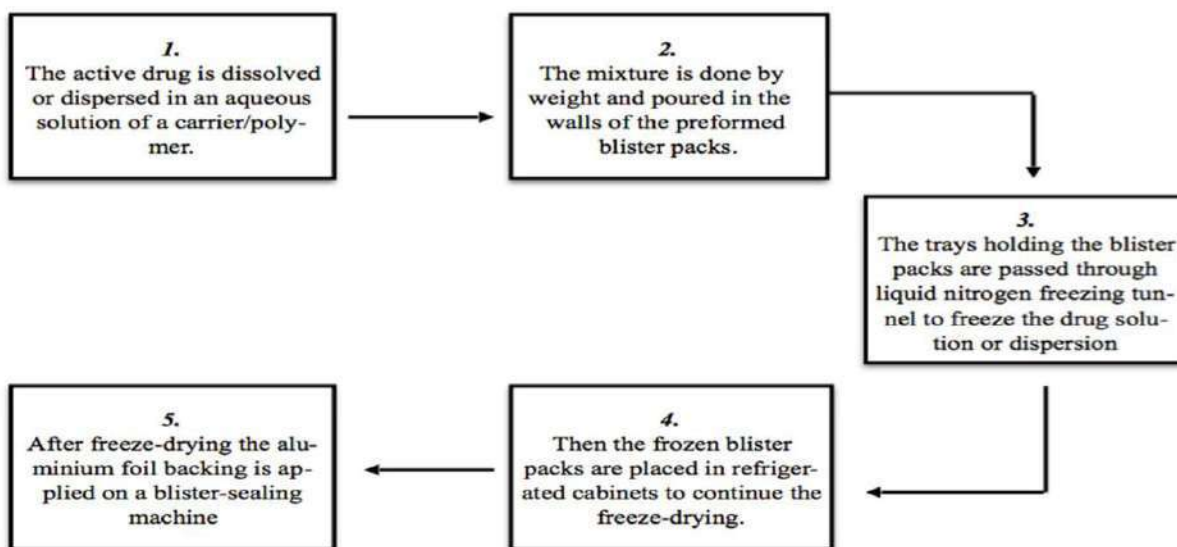 1.
The active drug is dissolved
or dispersed in an aqueous
solution of a carrier/poly-
mer.
2.
The mixture is done by
weight and poured in the
walls of the preformed
blister packs.
3.
The trays holding the blister
packs are passed through
liquid nitrogen freezing tun-
nel to freeze the drug solu-
tion or dispersion
4.
Then the frozen blister
packs are placed in refriger-
ated cabinets to continue the
freeze-drying.
5.
After freeze-drying the alu-
minium foil backing is ap-
plied on a blister-sealing
machine